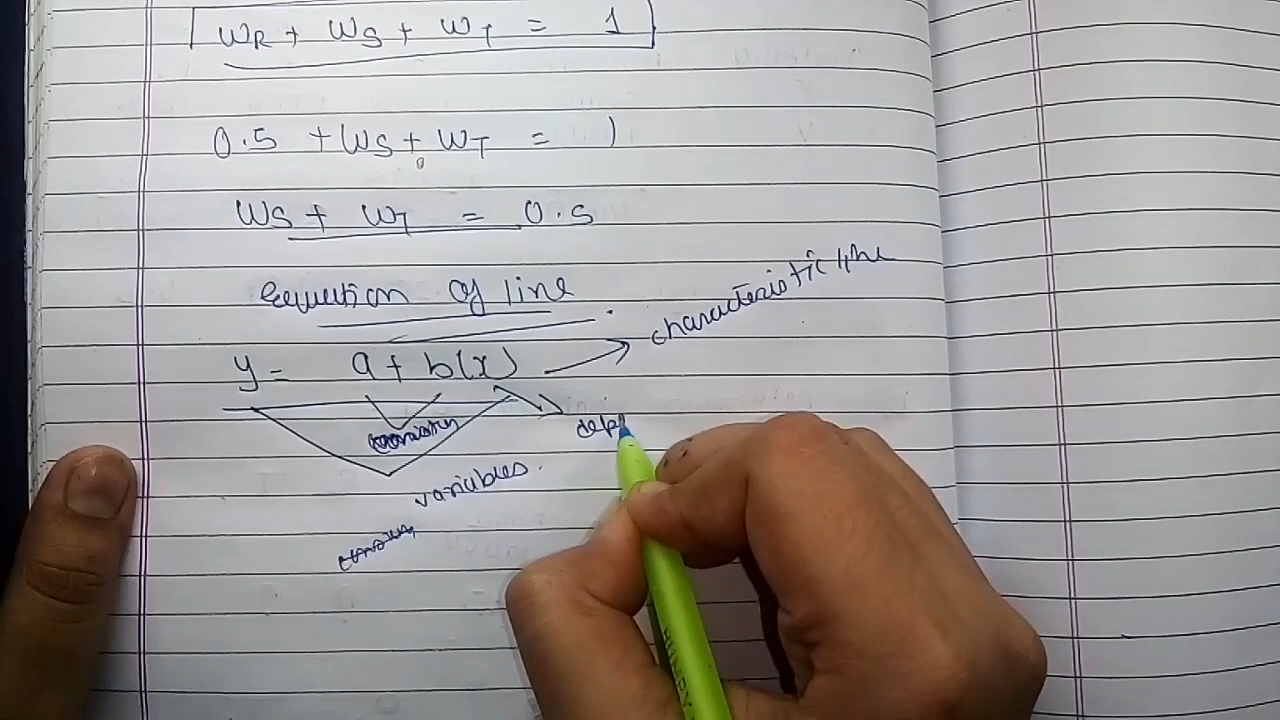 WR + WS + WT = 1
0.5 + WS + WT = 1
WS + WT = 0.5
Equation of line
characteristic line
y = a + b(x)
dep
variables.